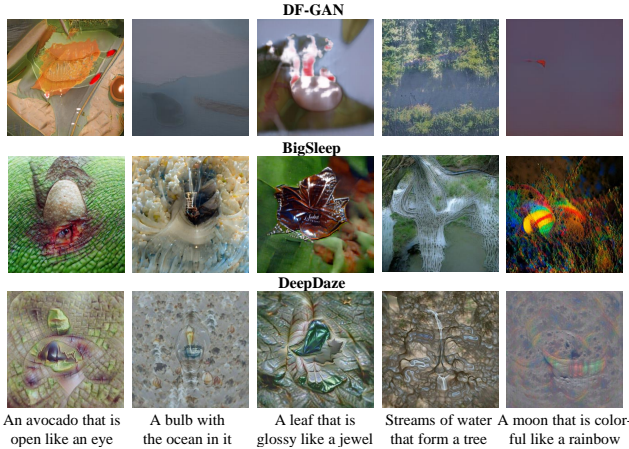 DF-GAN
BigSleep
DeepDaze
An avocado that is open like an eye
A bulb with the ocean in it
A leaf that is glossy like a jewel
Streams of water that form a tree
A moon that is color-ful like a rainbow